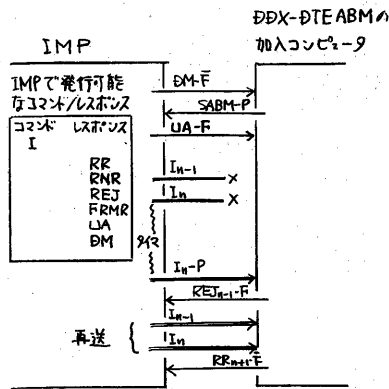 DDX-DTE ABMの
加入コンピュータ
IMP
IMPで発行可能
なコマンド/レスポンス
コマンド レスポンス
I
RR
RNR
REJ
FRMR
UA
DM
DM-F̄
SABM-P
UA-F
In-1 ×
In ×
タイマ
In-P
REJn-1-F
In-1
In
再送
RRn+1-F̄